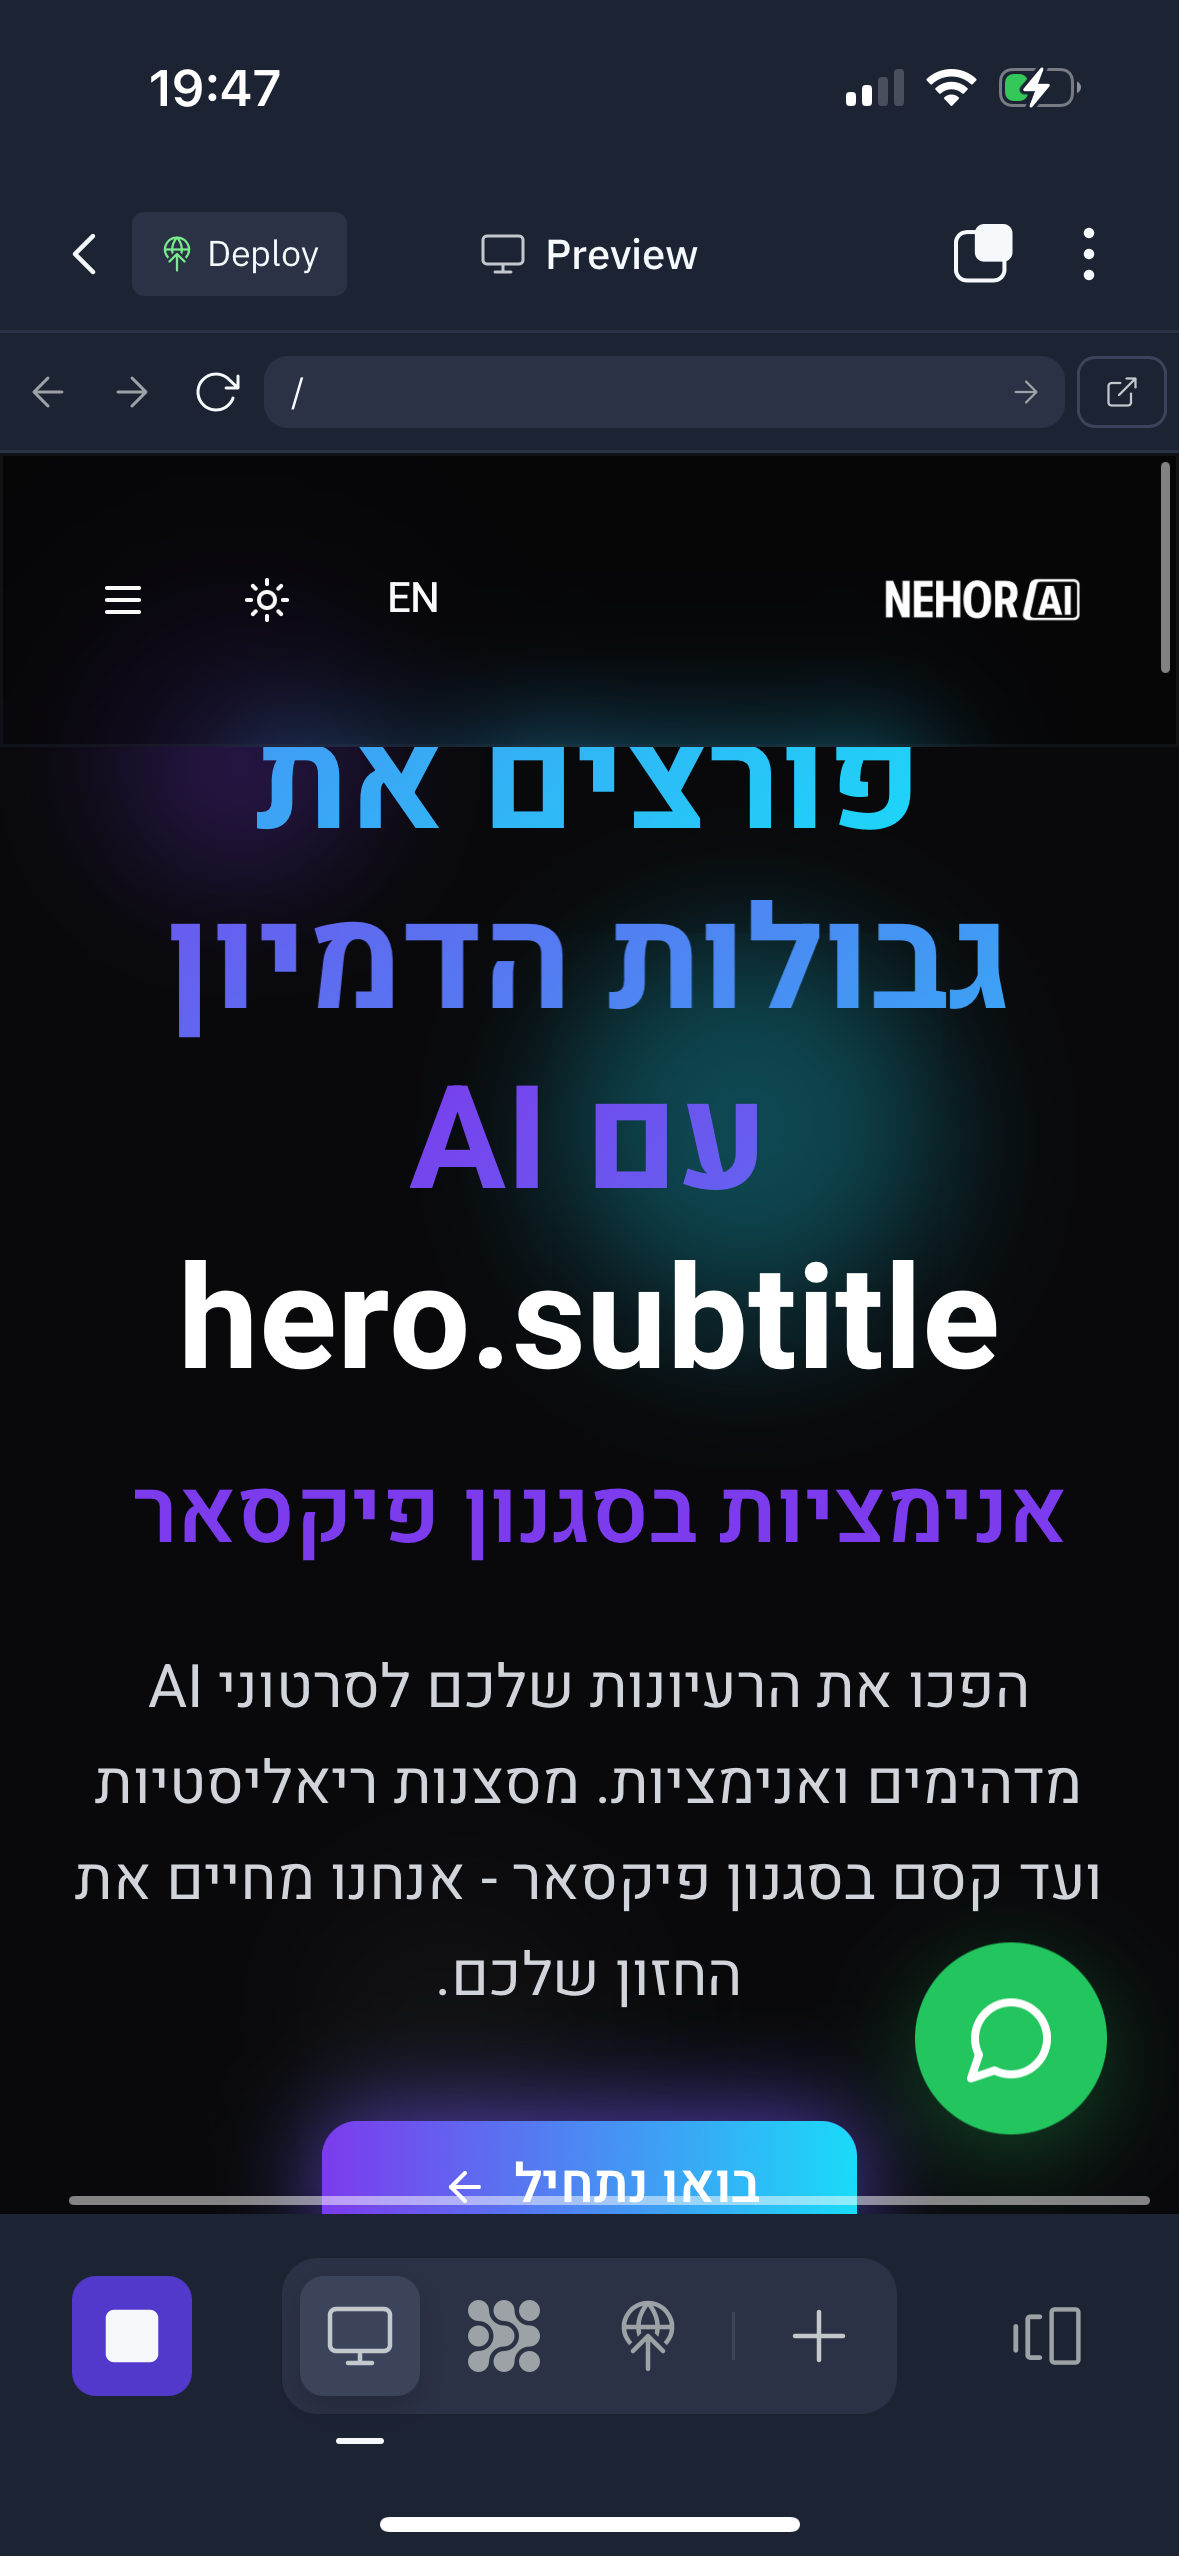 19:47
Deploy
Preview
/
EN
NEHOR AI
פורצים את
גבולות הדמיון
עם AI
hero.subtitle
אנימציות בסגנון פיקסאר
הפכו את הרעיונות שלכם לסרטוני AI
מדהימים ואנימציות. מסצנות ריאליסטיות
ועד קסם בסגנון פיקסאר - אנחנו מחיים את
החזון שלכם.
בואו נתחיל ←